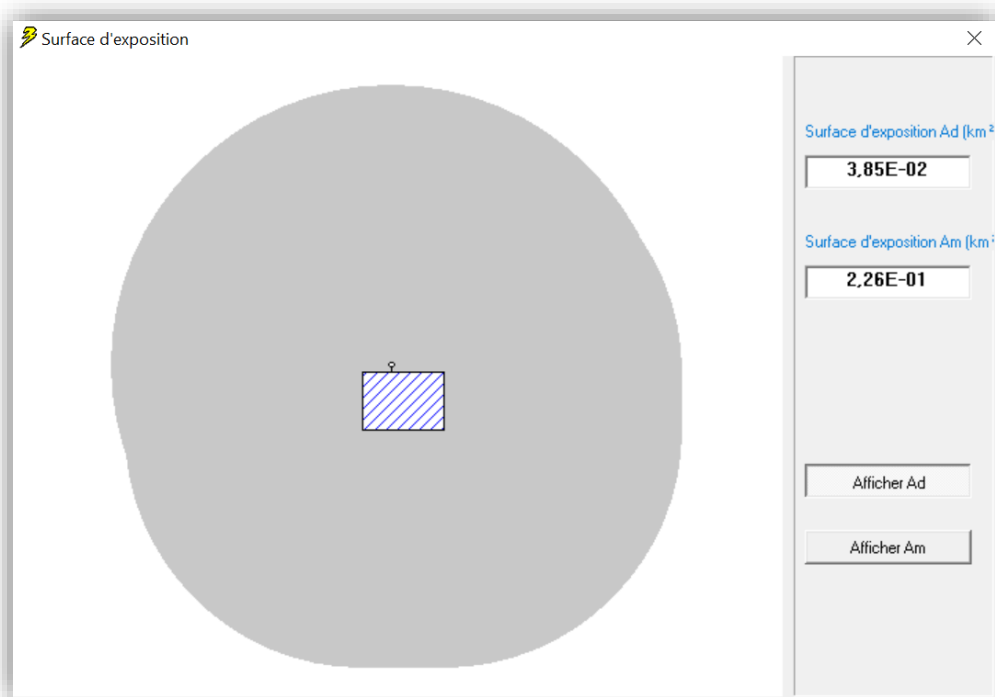 Surface d'exposition
Surface d'exposition Ad (km²
3,85E-02
Surface d'exposition Am (km²
2,26E-01
Afficher Ad
Afficher Am